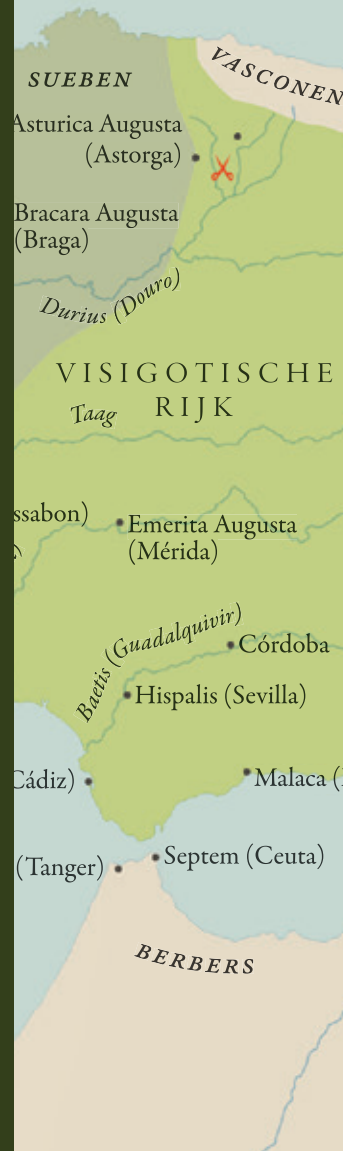 SUEBEN
VASCONEN
Asturica Augusta
(Astorga)
Bracara Augusta
(Braga)
Durius (Douro)
VISIGOTISCHE
RIJK
Taag
ssabon)
Emerita Augusta
(Mérida)
Baetis (Guadalquivir)
Córdoba
Hispalis (Sevilla)
Cádiz)
Malaca (
Septem (Ceuta)
(Tanger)
BERBERS